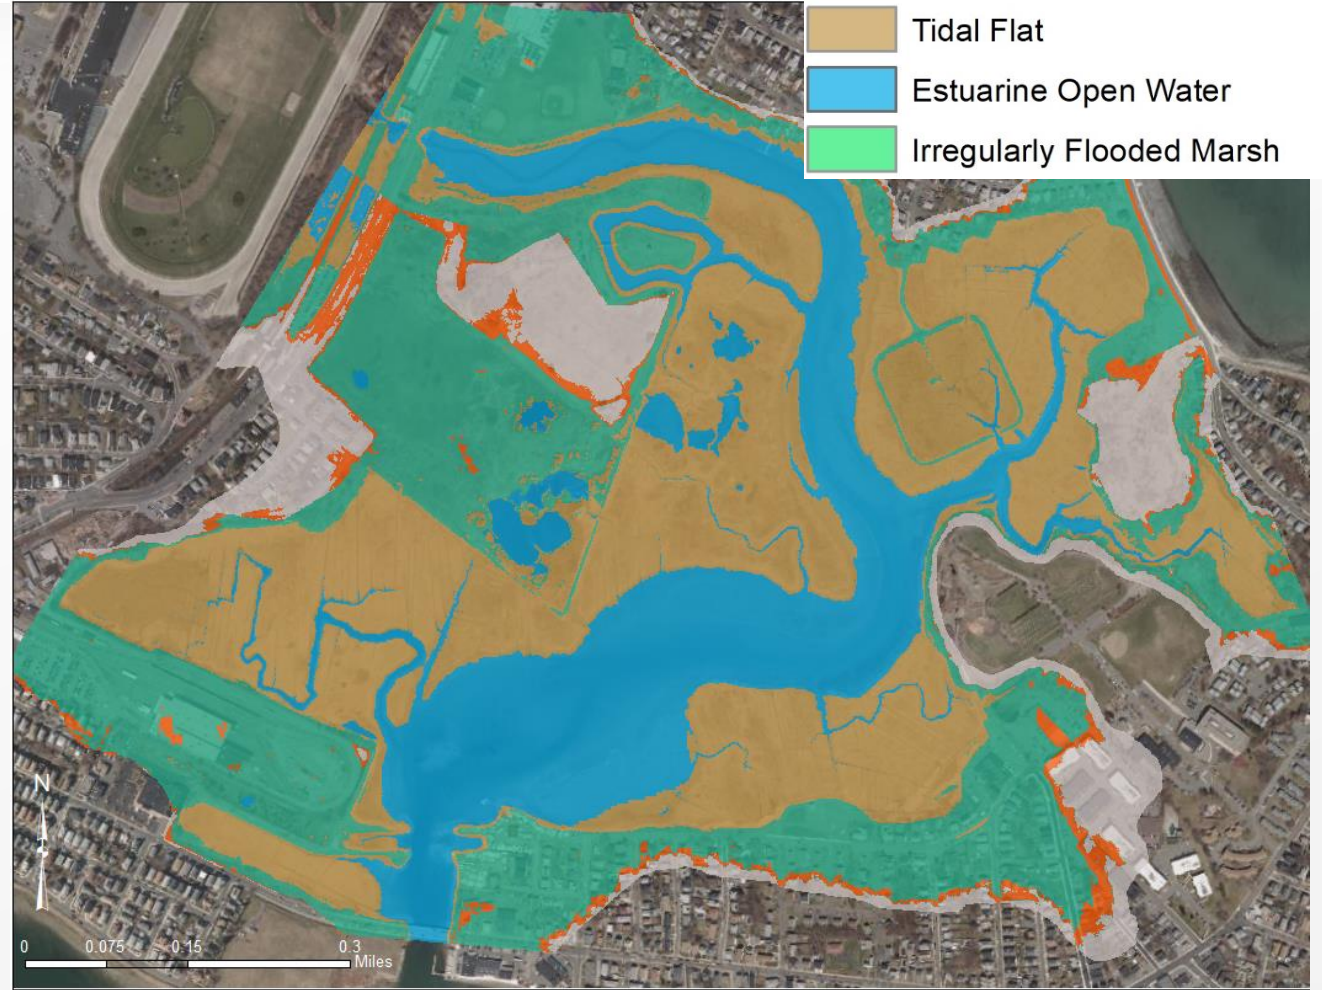 Tidal Flat
Estuarine Open Water
Irregularly Flooded Marsh
N
0 0.075 0.15 0.3
Miles